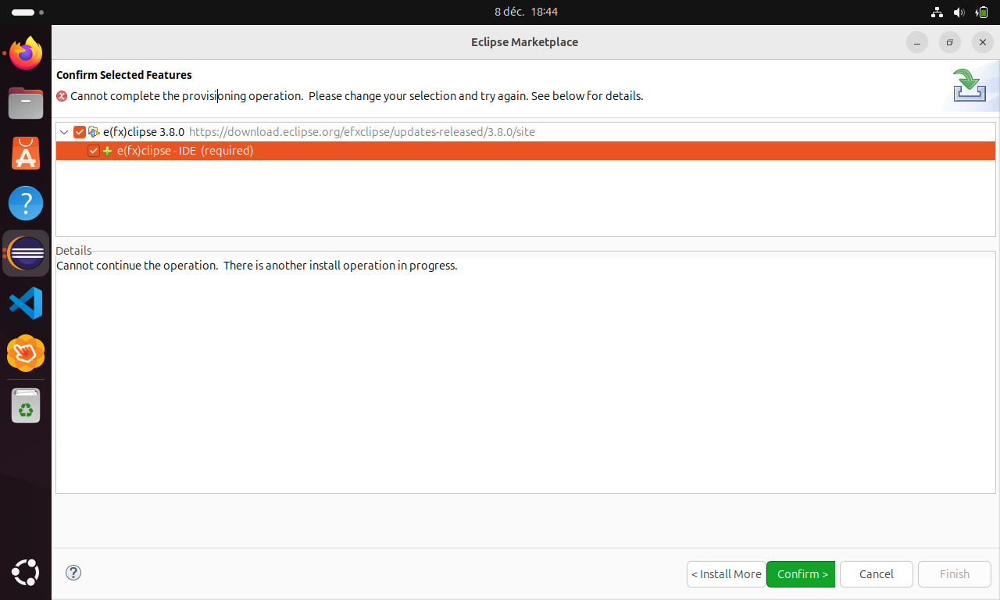 8 déc.  18:44
Eclipse Marketplace
Confirm Selected Features
Cannot complete the provisioning operation.  Please change your selection and try again. See below for details.
e(fx)clipse 3.8.0  https://download.eclipse.org/efxclipse/updates-released/3.8.0/site
e(fx)clipse - IDE  (required)
Details
Cannot continue the operation.  There is another install operation in progress.
< Install More  Confirm >  Cancel  Finish